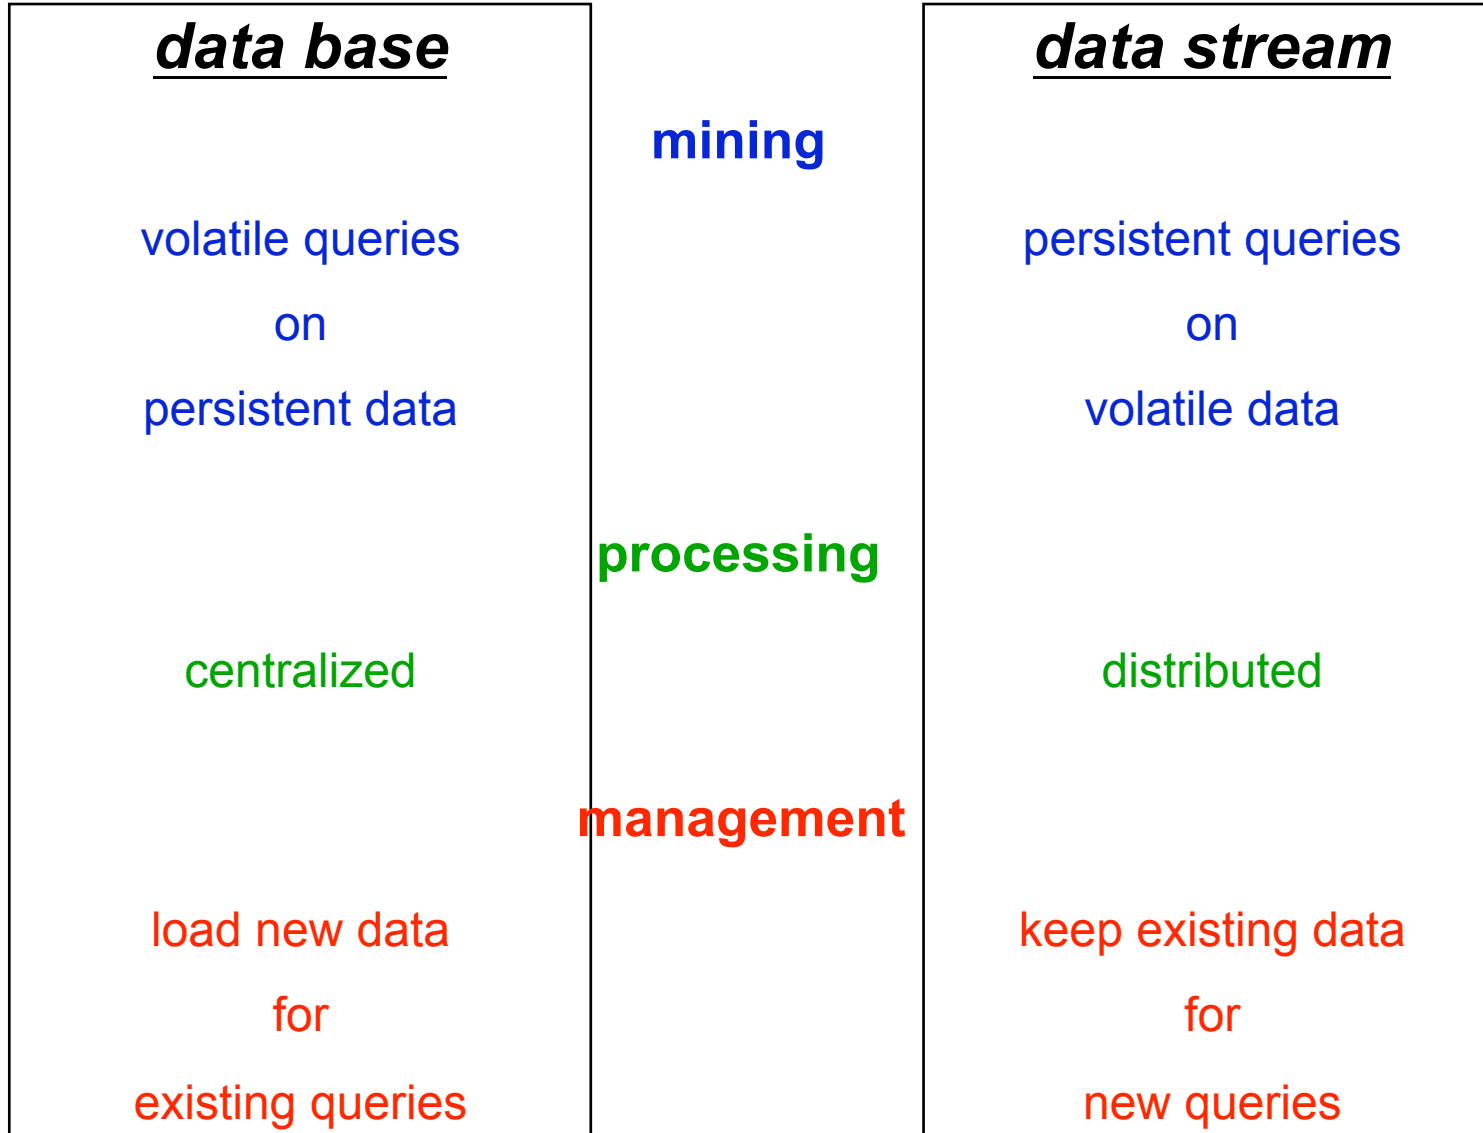 data base
data stream
mining
volatile queries
persistent queries
on
on
persistent data
volatile data
processing
centralized
distributed
management
load new data
keep existing data
for
for
existing queries
new queries